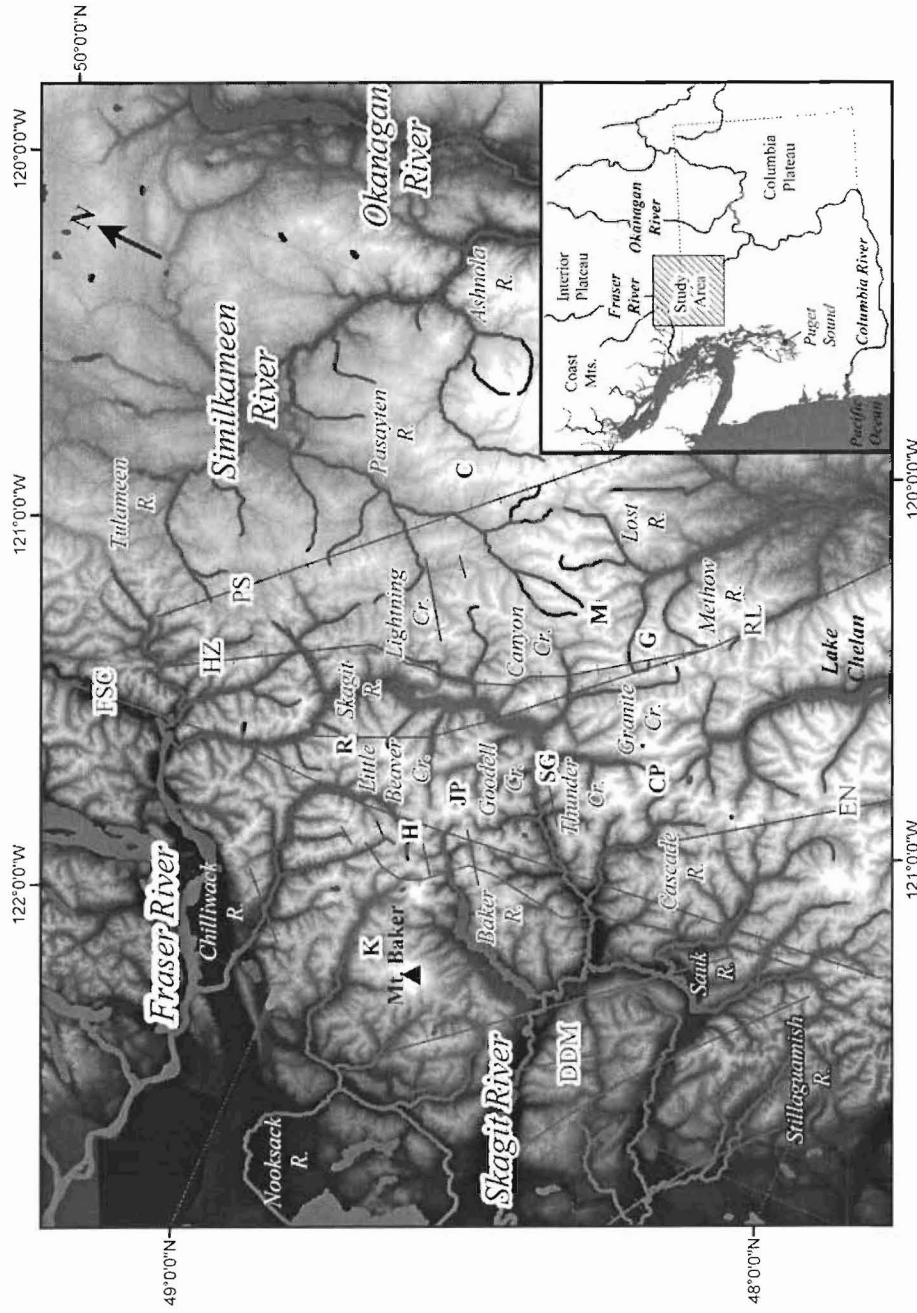 122°0'0"W
121°0'0"W
120°0'0"W
50°0'0"N
49°0'0"N
48°0'0"N
121°0'0"W
120°0'0"W
N
Fraser River
FSC
Tulameen
R.
Similkameen
River
Okanagan
River
Chilliwack
R.
HZ
PS
Skagit
R.
Lightning
Cr.
Pasayten
R.
Ashnola
R.
Nooksack
R.
K
Mt. Baker
H
R
Little
Beaver
Cr.
JP
Goodell
Cr.
Canyon
Cr.
C
Baker
R.
SG
Thunder
Cr.
M
Lost
R.
Skagit River
DDM
Cascade
R.
CP
Granite
Cr.
G
Methow
R.
RL
Sauk
R.
Stillaguamish
R.
EN
Lake
Chelan
Coast
Mts.
Interior
Plateau
Fraser
River
Okanagan
River
Study
Area
Columbia
Plateau
Puget
Sound
Columbia River
Pacific
Ocean